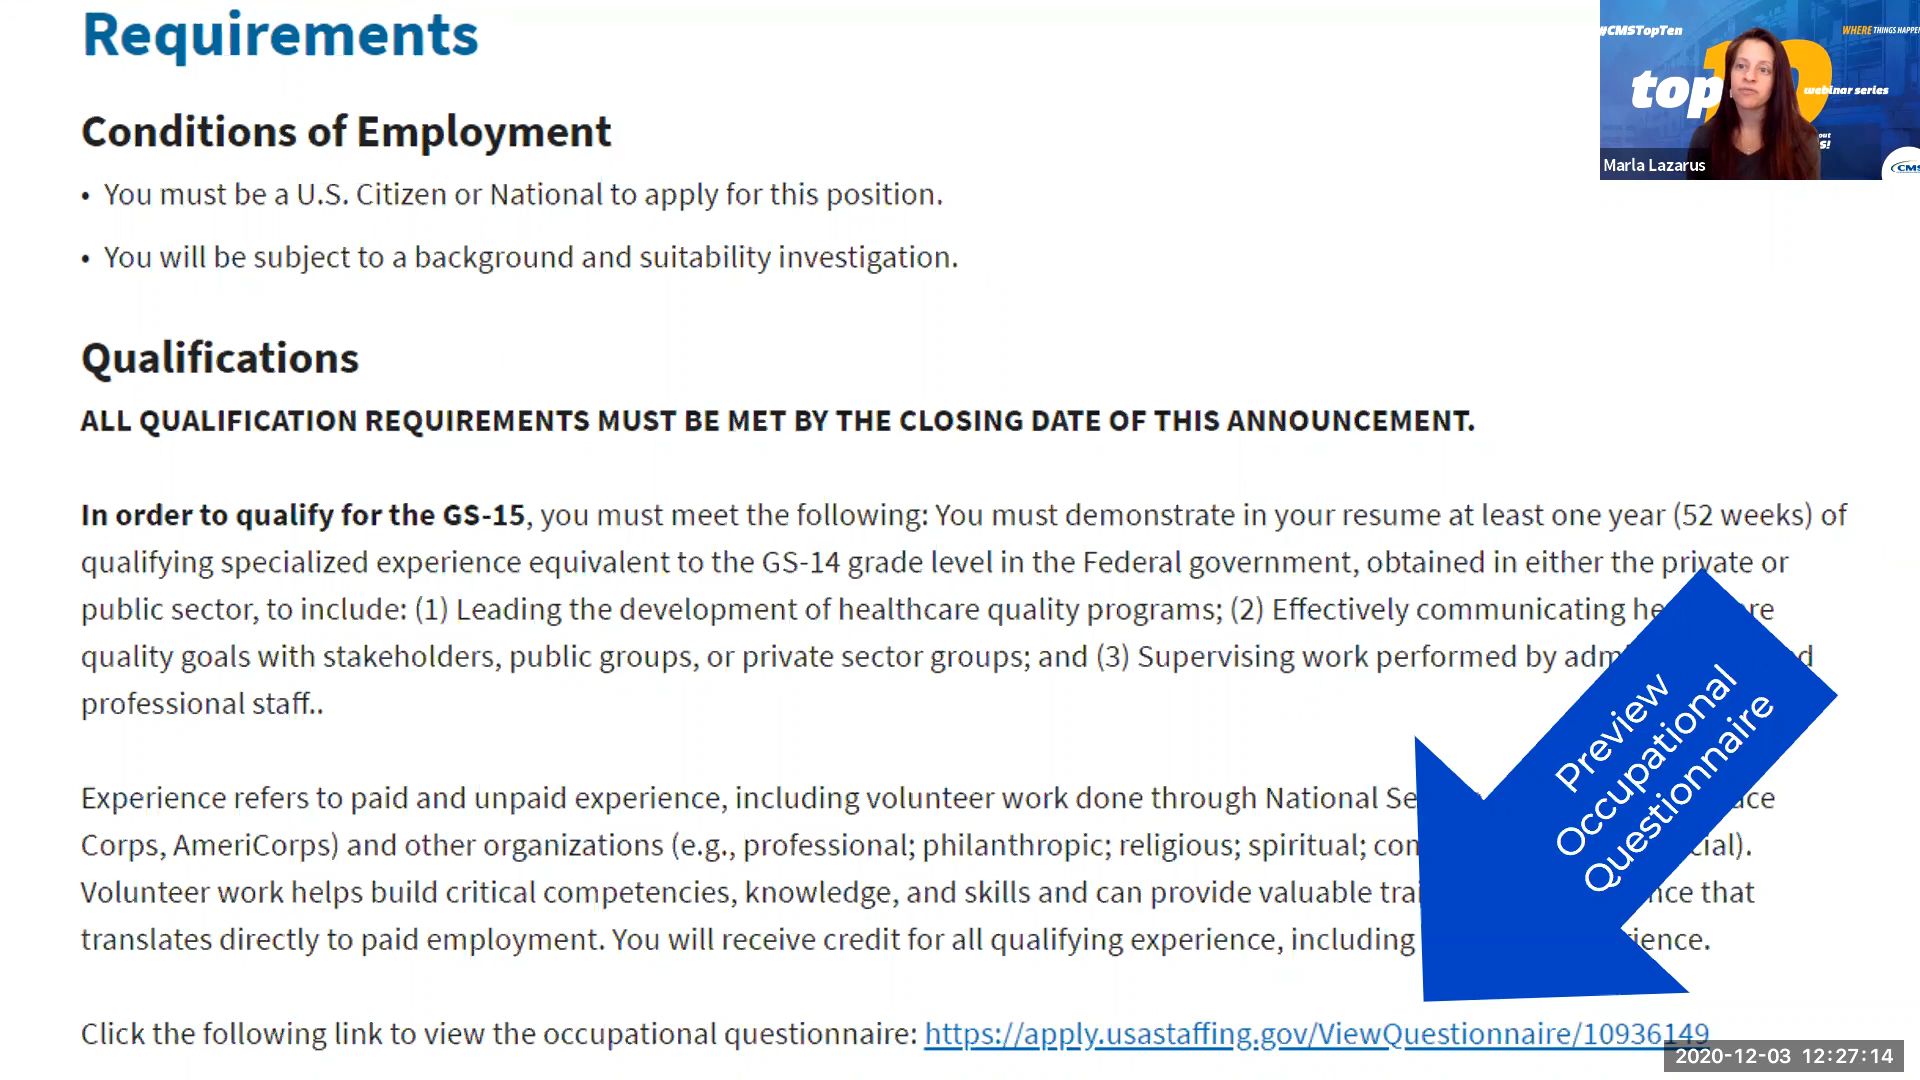 Requirements
Conditions of Employment
• You must be a U.S. Citizen or National to apply for this position.
• You will be subject to a background and suitability investigation.
Qualifications
ALL QUALIFICATION REQUIREMENTS MUST BE MET BY THE CLOSING DATE OF THIS ANNOUNCEMENT.
In order to qualify for the GS-15, you must meet the following: You must demonstrate in your resume at least one year (52 weeks) of
qualifying specialized experience equivalent to the GS-14 grade level in the Federal government, obtained in either the private or
public sector, to include: (1) Leading the development of healthcare quality programs; (2) Effectively communicating
quality goals with stakeholders, public groups, or private sector groups; and (3) Supervising work performed by
professional staff..
Experience refers to paid and unpaid experience, including volunteer work done through National
Corps, AmeriCorps) and other organizations (e.g., professional; philanthropic; religious; spiritual;
Volunteer work helps build critical competencies, knowledge, and skills and can provide valuable that
translates directly to paid employment. You will receive credit for all qualifying experience, including
Click the following link to view the occupational questionnaire: https://apply.usastaffing.gov/ViewQuestionnaire/10936149
Preview
Occupational
Questionnaire
#CMSTopTen
WHERE THINGS HAPPEN
top 10
webinar series
CMS
Marla Lazarus
2020-12-03 12:27:14